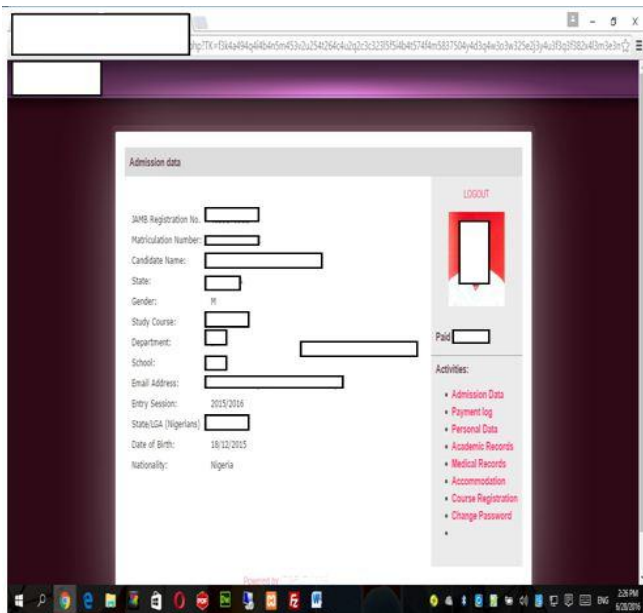 Admission data
LOGOUT
JAMB Registration No.
Matriculation Number:
Candidate Name:
State:
Gender: M
Study Course:
Department:
School:
Email Address:
Entry Session: 2015/2016
State/LGA (Nigerians)
Date of Birth: 18/12/2015
Nationality: Nigeria
Paid
Activities:
• Admission Data
• Payment log
• Personal Data
• Academic Records
• Medical Records
• Accommodation
• Course Registration
• Change Password
Powered by
ENG
2:26 PM